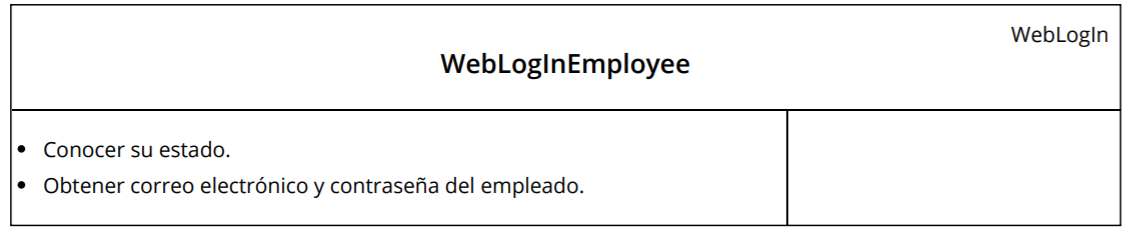 WebLogIn
WebLogInEmployee
• Conocer su estado.
• Obtener correo electrónico y contraseña del empleado.